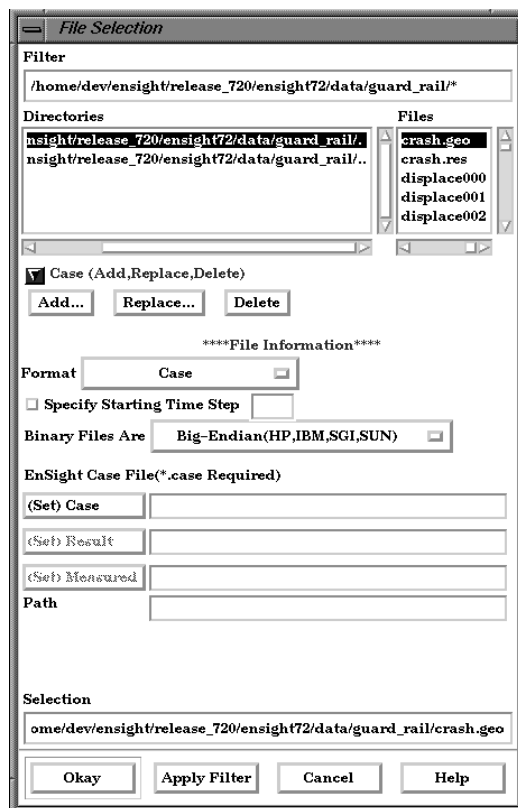 File Selection
Filter
/home/dev/ensight/release_720/ensight72/data/guard_rail/*
Directories
Files
nsight/release_720/ensight72/data/guard_rail/.
nsight/release_720/ensight72/data/guard_rail/..
crash.geo
crash.res
displace000
displace001
displace002
Case (Add,Replace,Delete)
Add...
Replace...
Delete
****File Information****
Format
Case
Specify Starting Time Step
Binary Files Are
Big-Endian(HP,IBM,SGI,SUN)
EnSight Case File(*.case Required)
(Set) Case
(Set) Result
(Set) Measured
Path
Selection
ome/dev/ensight/release_720/ensight72/data/guard_rail/crash.geo
Okay
Apply Filter
Cancel
Help